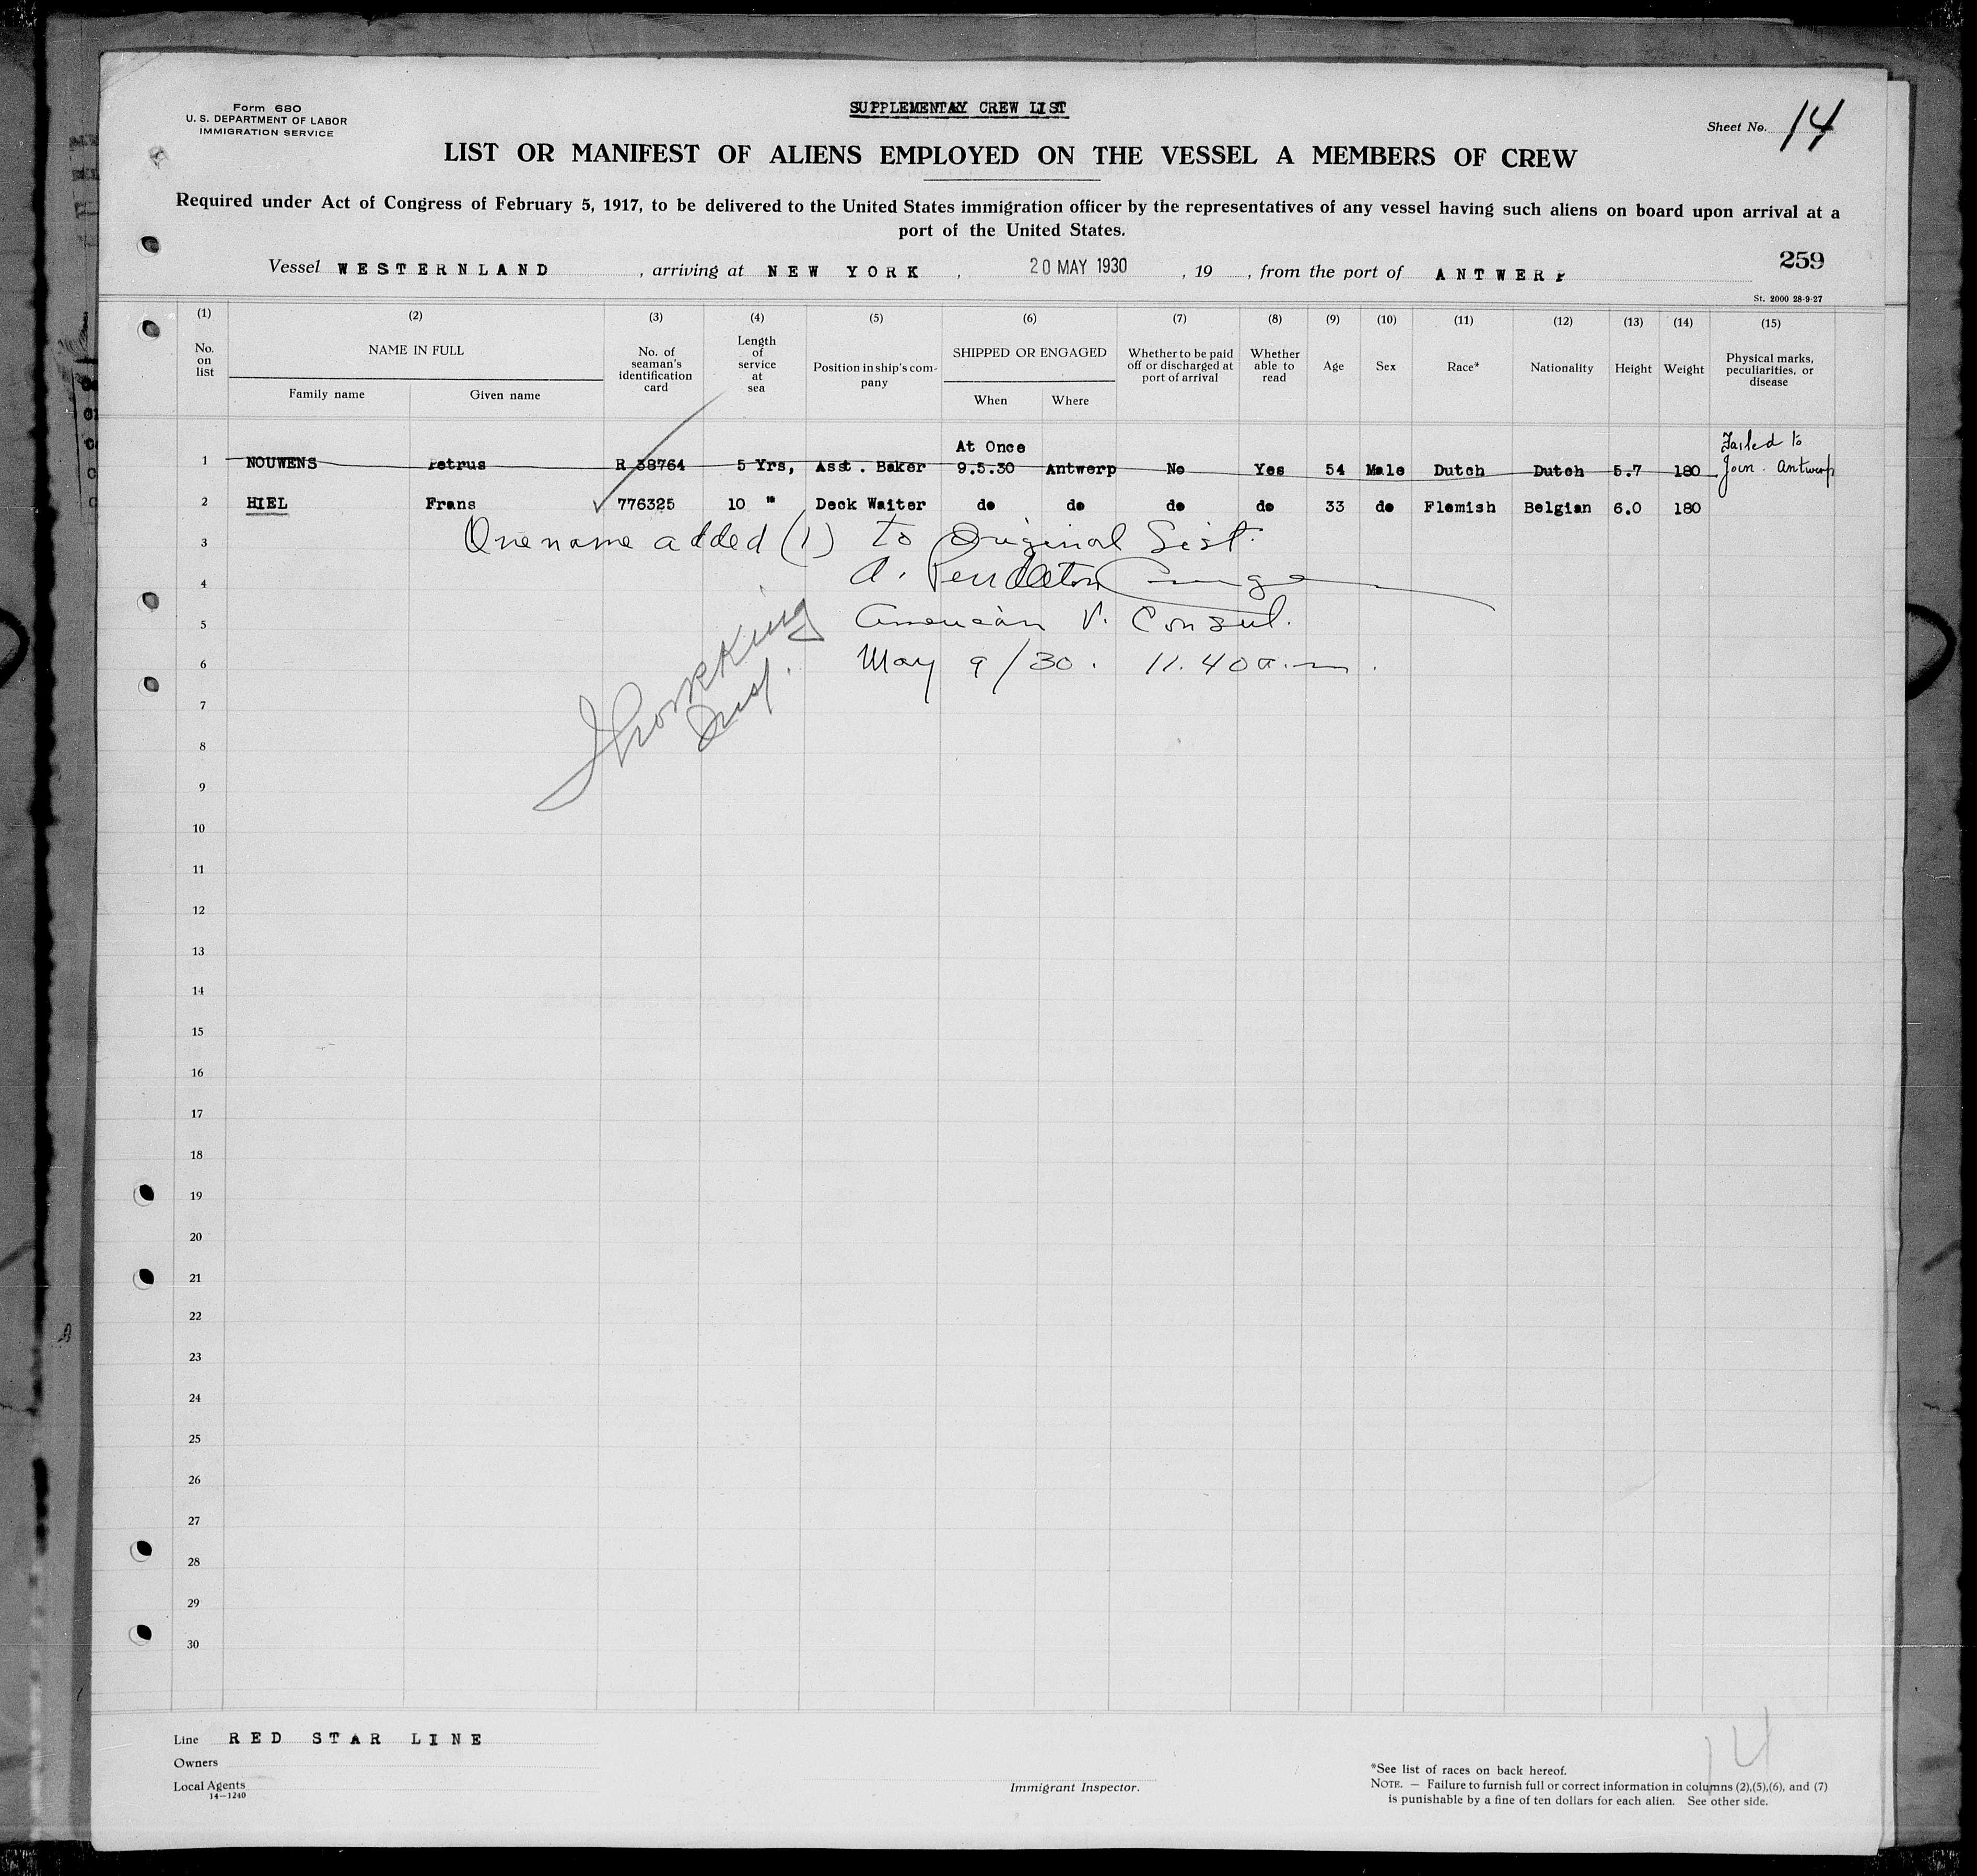 Form 680
U. S. DEPARTMENT OF LABOR
IMMIGRATION SERVICE
SUPPLEMENTAY CREW LIST
Sheet No. 14
LIST OR MANIFEST OF ALIENS EMPLOYED ON THE VESSEL A MEMBERS OF CREW
Required under Act of Congress of February 5, 1917, to be delivered to the United States immigration officer by the representatives of any vessel having such aliens on board upon arrival at a
port of the United States.
259
Vessel WESTERNLAND, arriving at NEW YORK, 20 MAY 1930, 19, from the port of ANTWERP
St. 2000 28-9-27
(1) (2) (3) (4) (5) (6) (7) (8) (9) (10) (11) (12) (13) (14) (15)
No. on list NAME IN FULL Family name Given name No. of seaman's identification card Length of service at sea Position in ship's company SHIPPED OR ENGAGED When Where Whether to be paid off or discharged at port of arrival Whether able to read Age Sex Race* Nationality Height Weight Physical marks, peculiarities, or disease
At Once
1 NOUWENS Petrus R 38764 5 Yrs, Asst. Baker 9.5.30 Antwerp No Yes 54 Male Dutch Dutch 5.7 180 Failed to Join. Antwerp
2 HIEL Frans 776325 10 " Deck Waiter do do do do 33 do Flemish Belgian 6.0 180
3 One name added (1) to Original List.
4 A. Pendleton
5 American V. Consul.
6 May 9/30. 11.40 a.m.
7
8
9
10
11
12
13
14
15
16
17
18
19
20
21
22
23
24
25
26
27
28
29
30
Line RED STAR LINE
Owners
Local Agents
14—1240
Immigrant Inspector.
14
*See list of races on back hereof.
NOTE. — Failure to furnish full or correct information in columns (2),(5),(6), and (7)
is punishable by a fine of ten dollars for each alien. See other side.